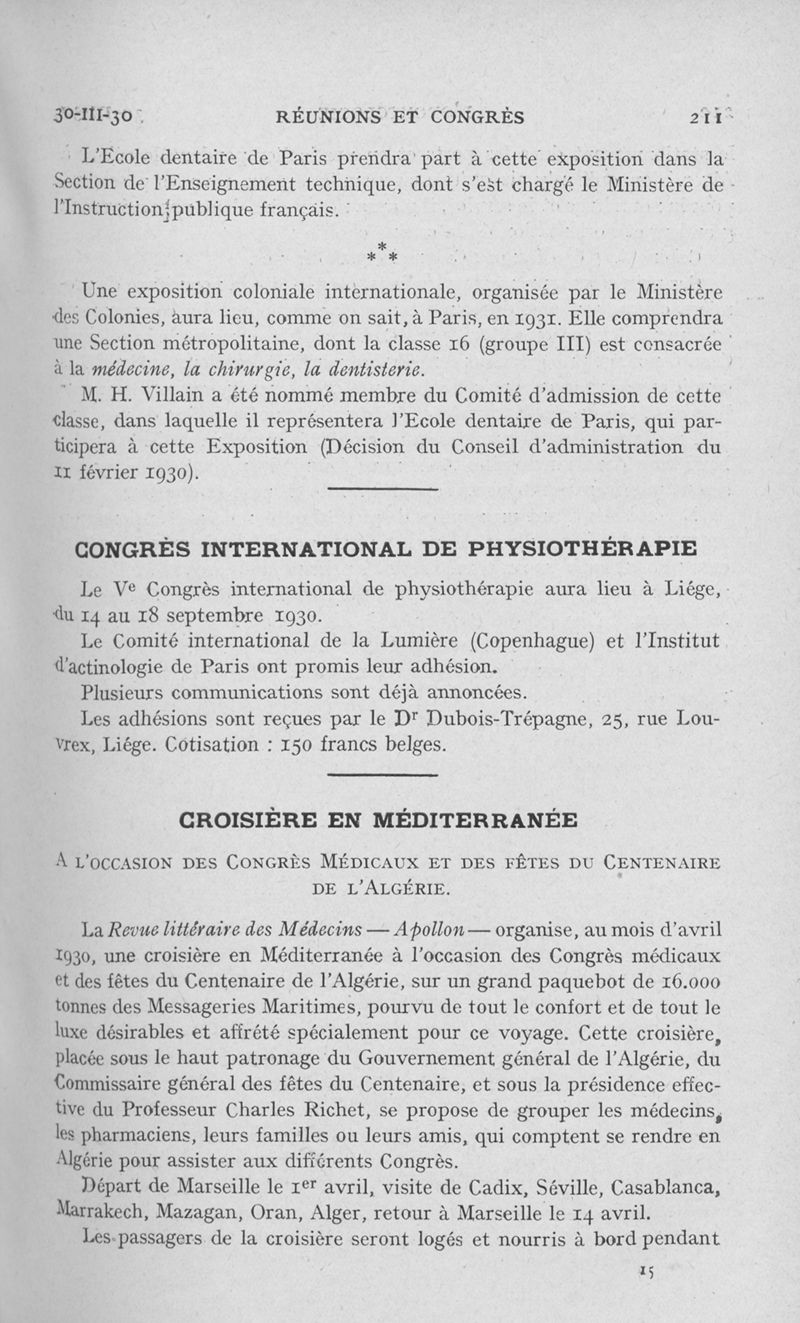 30-III-30 RÉUNIONS ET CONGRÈS 211
L'Ecole dentaire de Paris prendra part à cette exposition dans la
Section de l'Enseignement technique, dont s'est chargé le Ministère de
l'Instruction publique français.
***
Une exposition coloniale internationale, organisée par le Ministère
des Colonies, aura lieu, comme on sait, à Paris, en 1931. Elle comprendra
une Section métropolitaine, dont la classe 16 (groupe III) est consacrée
à la médecine, la chirurgie, la dentisterie.
M. H. Villain a été nommé membre du Comité d'admission de cette
classe, dans laquelle il représentera l'Ecole dentaire de Paris, qui par-
ticipera à cette Exposition (Décision du Conseil d'administration du
11 février 1930).
CONGRÈS INTERNATIONAL DE PHYSIOTHÉRAPIE
Le Ve Congrès international de physiothérapie aura lieu à Liége,
du 14 au 18 septembre 1930.
Le Comité international de la Lumière (Copenhague) et l'Institut
d'actinologie de Paris ont promis leur adhésion.
Plusieurs communications sont déjà annoncées.
Les adhésions sont reçues par le Dr Dubois-Trépagne, 25, rue Lou-
vrex, Liége. Cotisation : 150 francs belges.
CROISIÈRE EN MÉDITERRANÉE
A L'OCCASION DES CONGRÈS MÉDICAUX ET DES FÊTES DU CENTENAIRE
DE L'ALGÉRIE.
La Revue littéraire des Médecins — Apollon — organise, au mois d'avril
1930, une croisière en Méditerranée à l'occasion des Congrès médicaux
et des fêtes du Centenaire de l'Algérie, sur un grand paquebot de 16.000
tonnes des Messageries Maritimes, pourvu de tout le confort et de tout le
luxe désirables et affrété spécialement pour ce voyage. Cette croisière,
placée sous le haut patronage du Gouvernement général de l'Algérie, du
Commissaire général des fêtes du Centenaire, et sous la présidence effec-
tive du Professeur Charles Richet, se propose de grouper les médecins,
les pharmaciens, leurs familles ou leurs amis, qui comptent se rendre en
Algérie pour assister aux différents Congrès.
Départ de Marseille le 1er avril, visite de Cadix, Séville, Casablanca,
Marrakech, Mazagan, Oran, Alger, retour à Marseille le 14 avril.
Les passagers de la croisière seront logés et nourris à bord pendant
15